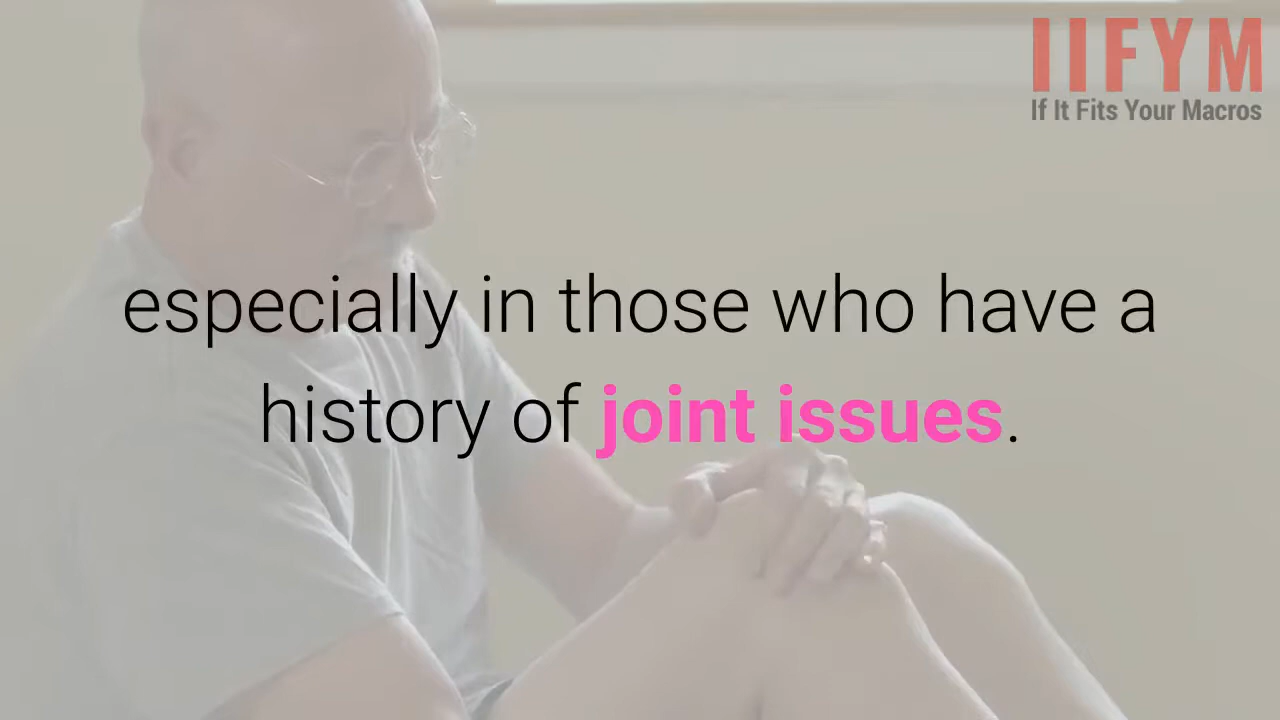 IIFYM
If It Fits Your Macros
especially in those who have a
history of joint issues.